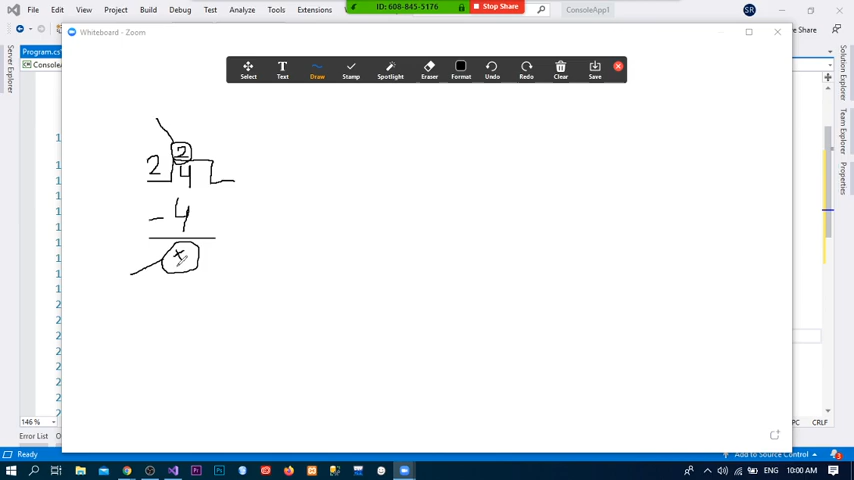 File Edit View Project Build Debug Test Analyze Tools Extensions
ID: 608-845-5176 Stop Share
ConsoleApp1 SR
Program.cs
Share
Whiteboard - Zoom
Select Text Draw Stamp Spotlight Eraser Format Undo Redo Clear Save
Server Explorer
Solution Explorer
Team Explorer
Properties
2
2 4
- 4
x
146 %
PC CRLF
Error List
Ready
Add to Source Control 3
ENG 10:00 AM